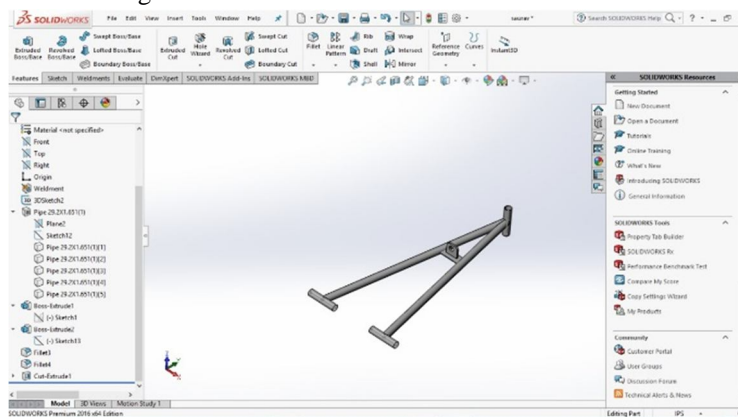 SOLIDWORKS File Edit View Insert Tools Window Help Search SOLIDWORKS Help
Extruded Boss/Base
Revolved Boss/Base
Swept Boss/Base
Lofted Boss/Base
Boundary Boss/Base
Extruded Cut
Hole Wizard
Revolved Cut
Swept Cut
Lofted Cut
Boundary Cut
Fillet
Linear Pattern
Rib
Draft
Shell
Wrap
Intersect
Mirror
Reference Geometry
Curves
Instant3D
Features Sketch Weldments Evaluate DimXpert SOLIDWORKS Add-Ins SOLIDWORKS MBD
Material <not specified>
Front
Top
Right
Origin
Weldment
3DSketch2
Pipe 29.2X1.651(1)
Plane2
Sketch12
Pipe 29.2X1.651(1)[1]
Pipe 29.2X1.651(1)[2]
Pipe 29.2X1.651(1)[3]
Pipe 29.2X1.651(1)[4]
Pipe 29.2X1.651(1)[5]
Boss-Extrude1
(-) Sketch1
Boss-Extrude2
(-) Sketch13
Fillet3
Fillet4
Cut-Extrude1
Model 3D Views Motion Study 1
SOLIDWORKS Premium 2016 x64 Edition
SOLIDWORKS Resources
Getting Started
New Document
Open a Document
Tutorials
Online Training
What's New
Introducing SOLIDWORKS
General Information
SOLIDWORKS Tools
Property Tab Builder
SOLIDWORKS Rx
Performance Benchmark Test
Compare My Score
Copy Settings Wizard
My Products
Community
Customer Portal
User Groups
Discussion Forum
Technical Alerts & News
Editing Part IPS